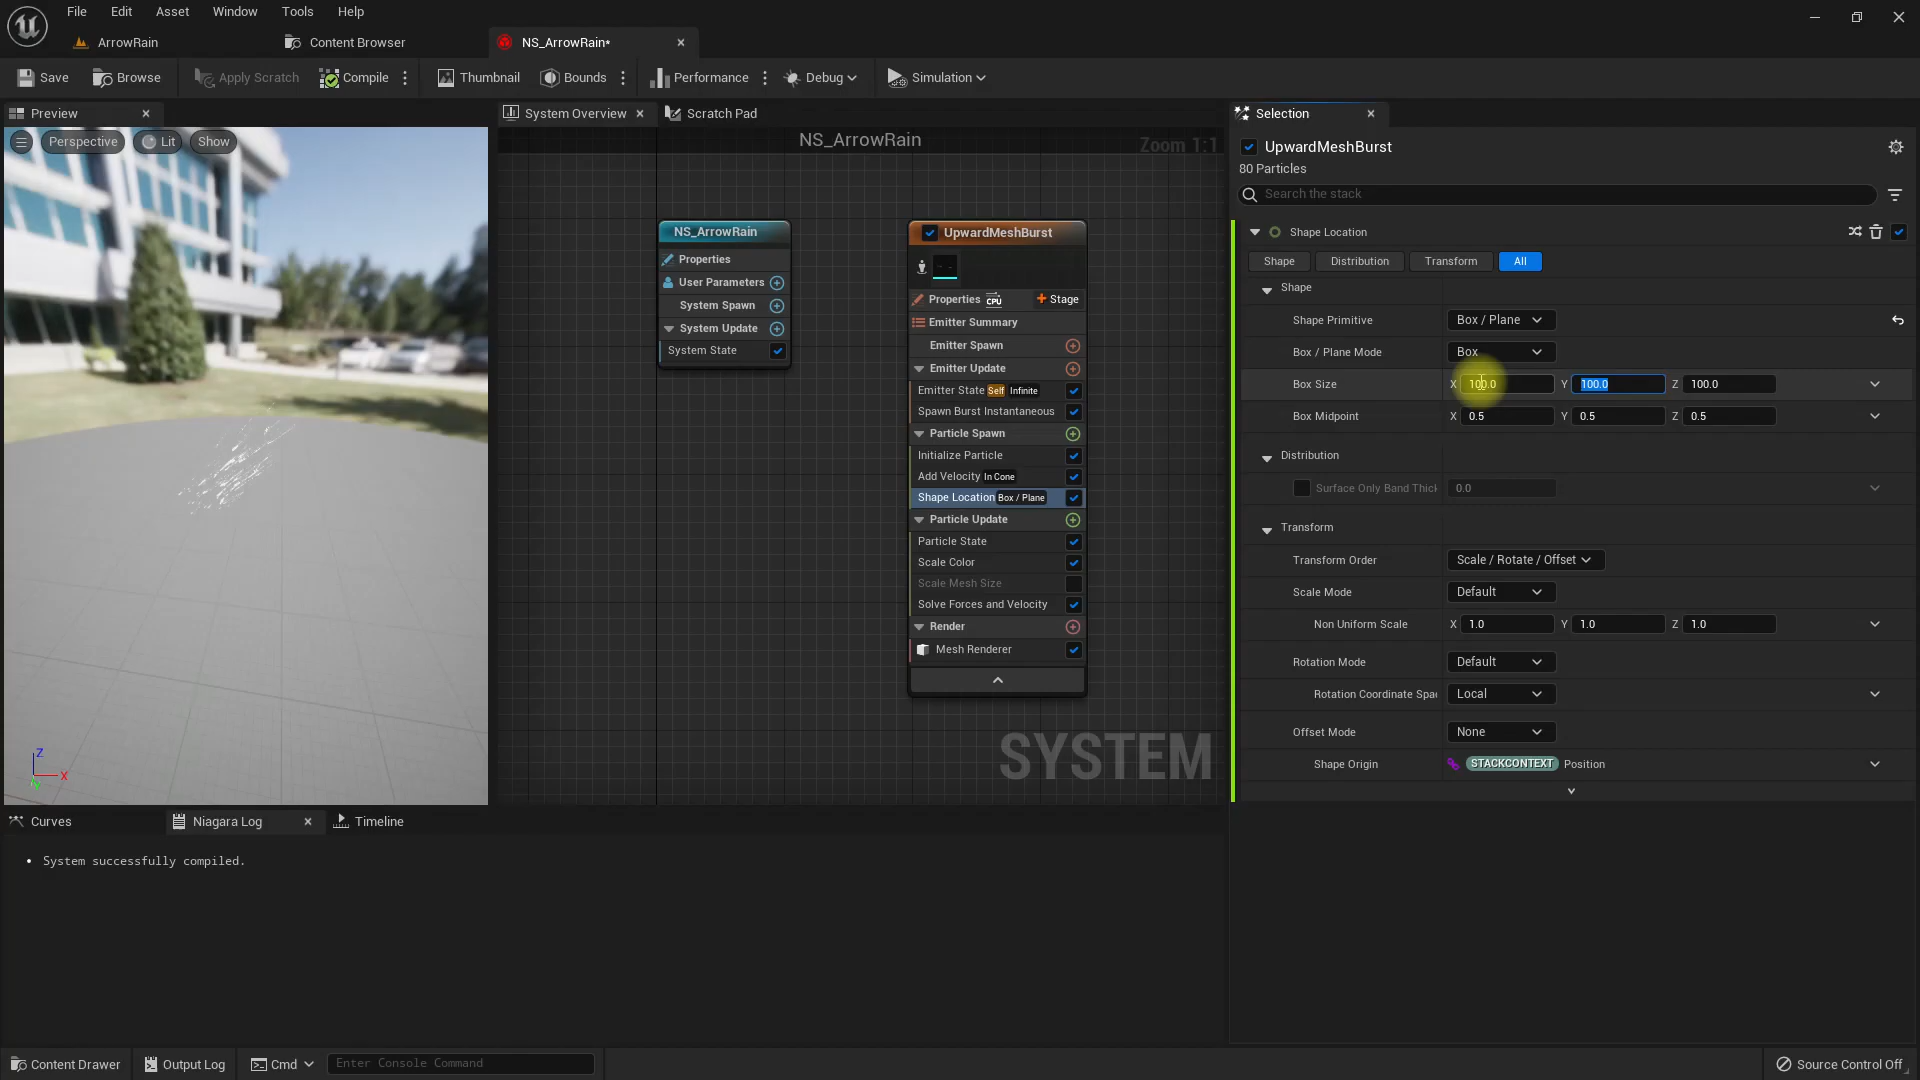 File Edit Asset Window Tools Help
ArrowRain Content Browser NS_ArrowRain*
Save Browse Apply Scratch Compile Thumbnail Bounds Performance Debug Simulation
Preview System Overview Scratch Pad Selection
Perspective Lit Show
NS_ArrowRain
Zoom 1:1
UpwardMeshBurst
80 Particles
Search the stack
NS_ArrowRain
Properties
User Parameters
System Spawn
System Update
System State
UpwardMeshBurst
Properties CPU Stage
Emitter Summary
Emitter Spawn
Emitter Update
Emitter State Self Infinite
Spawn Burst Instantaneous
Particle Spawn
Initialize Particle
Add Velocity In Cone
Shape Location Box / Plane
Particle Update
Particle State
Scale Color
Scale Mesh Size
Solve Forces and Velocity
Render
Mesh Renderer
SYSTEM
Shape Location
Shape Distribution Transform All
Shape
Shape Primitive Box / Plane
Box / Plane Mode Box
Box Size X 100.0 Y 100.0 Z 100.0
Box Midpoint X 0.5 Y 0.5 Z 0.5
Distribution
Surface Only Band Thick 0.0
Transform
Transform Order Scale / Rotate / Offset
Scale Mode Default
Non Uniform Scale X 1.0 Y 1.0 Z 1.0
Rotation Mode Default
Rotation Coordinate Spac Local
Offset Mode None
Shape Origin STACKCONTEXT Position
Z
X
Y
Curves Niagara Log Timeline
• System successfully compiled.
Content Drawer Output Log Cmd Enter Console Command Source Control Off